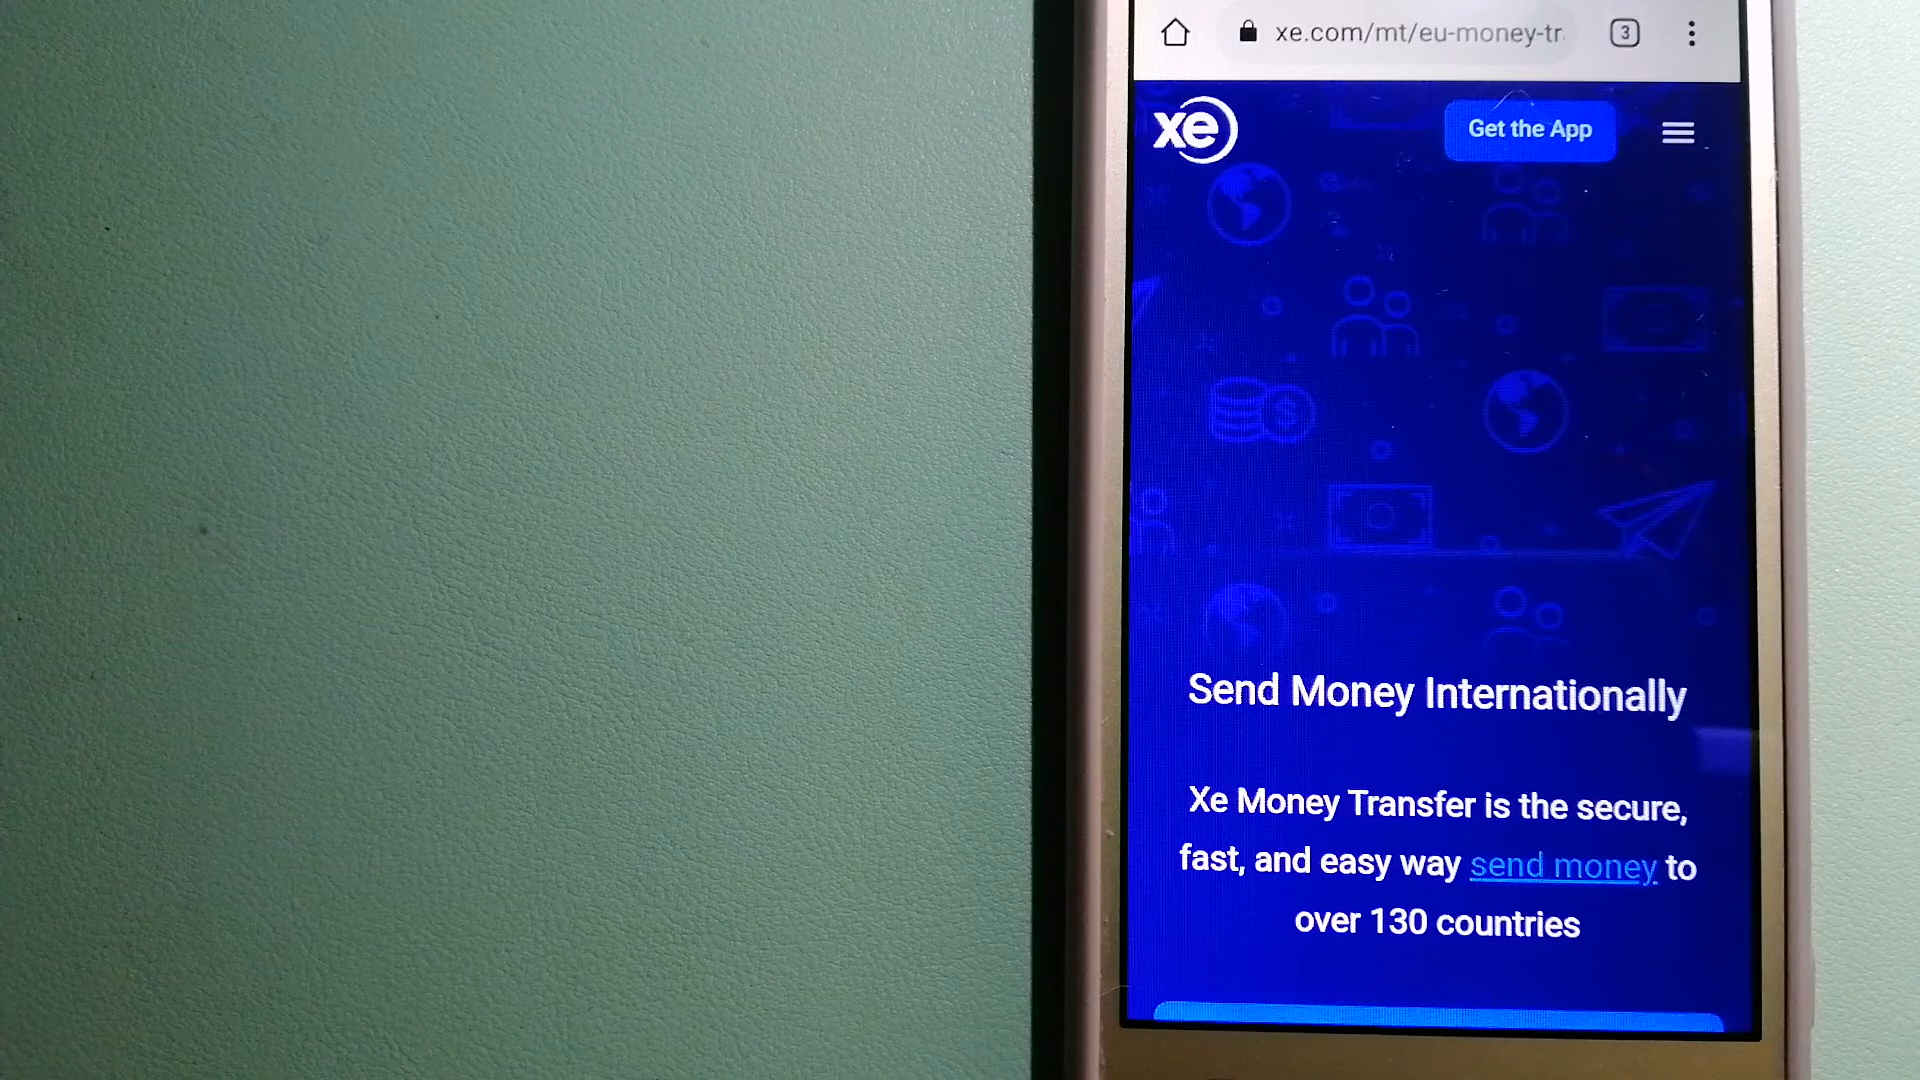 xe.com/mt/eu-money-tr
3
xe
Get the App
Send Money Internationally
Xe Money Transfer is the secure,
fast, and easy way send money to
over 130 countries